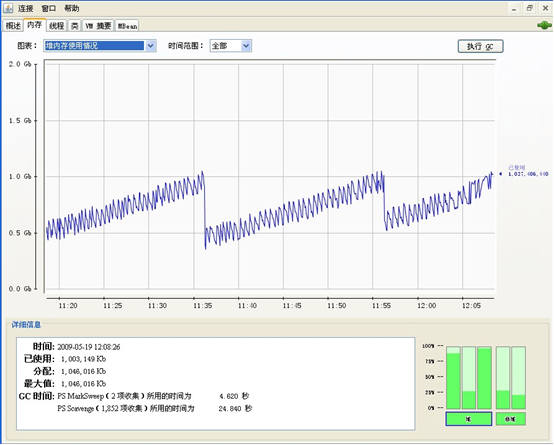 连接 窗口 帮助
概述 内存 线程 类 VM 摘要 MBean
图表： 堆内存使用情况 时间范围： 全部 执行 GC
2.0 Gb
1.5 Gb
1.0 Gb
0.5 Gb
0.0 Gb
已使用
1,027,406,440
11:20 11:25 11:30 11:35 11:40 11:45 11:50 11:55 12:00 12:05
详细信息
时间: 2009-05-19 12:08:26
已使用: 1,003,149 Kb
分配: 1,046,016 Kb
最大值: 1,046,016 Kb
GC 时间: PS MarkSweep（2 项收集）所用的时间为 4.620 秒
PS Scavenge（1,852 项收集）所用的时间为 24.840 秒
100% --
75% --
50% --
25% --
0% --
堆 非堆